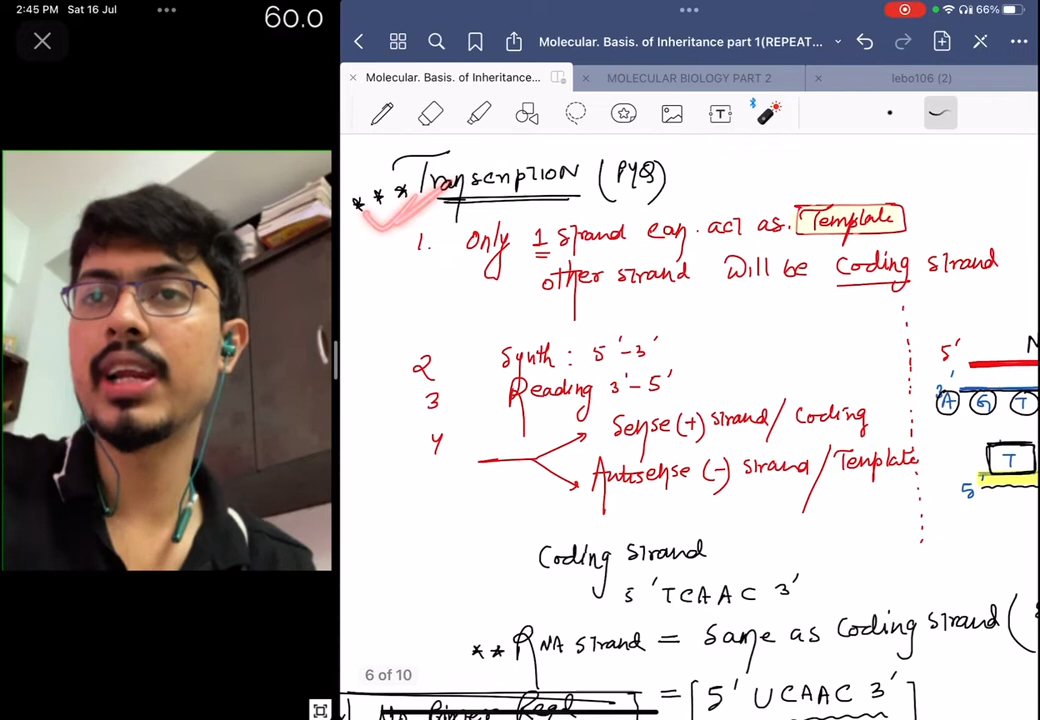 2:45 PM Sat 16 Jul
60.0
66%
Molecular. Basis. of Inheritance part 1(REPEAT...
Molecular. Basis. of Inheritance...
MOLECULAR BIOLOGY PART 2
lebo106 (2)
*** Transcription (PYQ)
1. Only 1 strand can act as. Template
other strand will be Coding strand
2 Synth: 5'-3'
3 Reading 3'-5'
4 Sense (+) strand/ Coding
Antisense (-) strand/Template
5'
3'
A G T
T
5'
Coding strand
5' TCAAC 3'
** RNA strand = Same as Coding strand (
= [5' UCAAC 3']
6 of 10